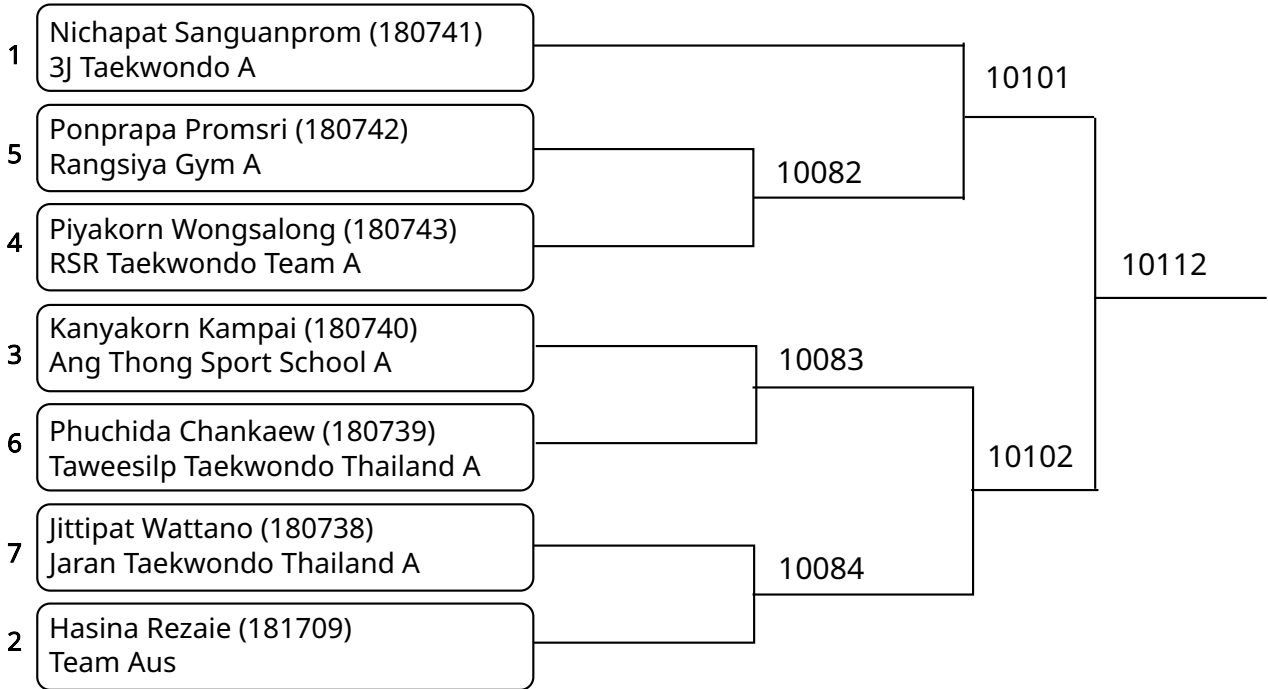 1
Nichapat Sanguanprom (180741)
3J Taekwondo A
10101
5
Ponprapa Promsri (180742)
Rangsiya Gym A
10082
4
Piyakorn Wongsalong (180743)
RSR Taekwondo Team A
10112
3
Kanyakorn Kampai (180740)
Ang Thong Sport School A
10083
6
Phuchida Chankaew (180739)
Taweesilp Taekwondo Thailand A
10102
7
Jittipat Wattano (180738)
Jaran Taekwondo Thailand A
10084
2
Hasina Rezaie (181709)
Team Aus